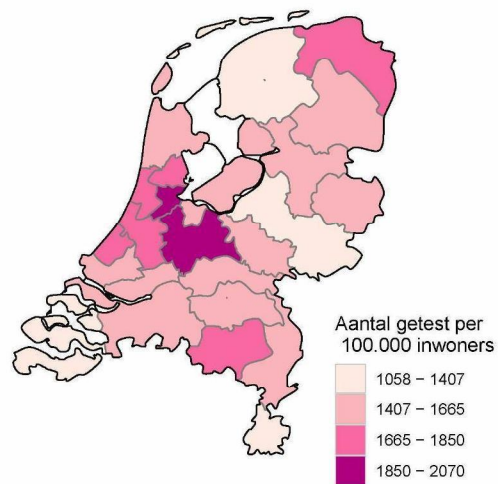 Aantal getest per
100.000 inwoners
1058 – 1407
1407 – 1665
1665 – 1850
1850 – 2070